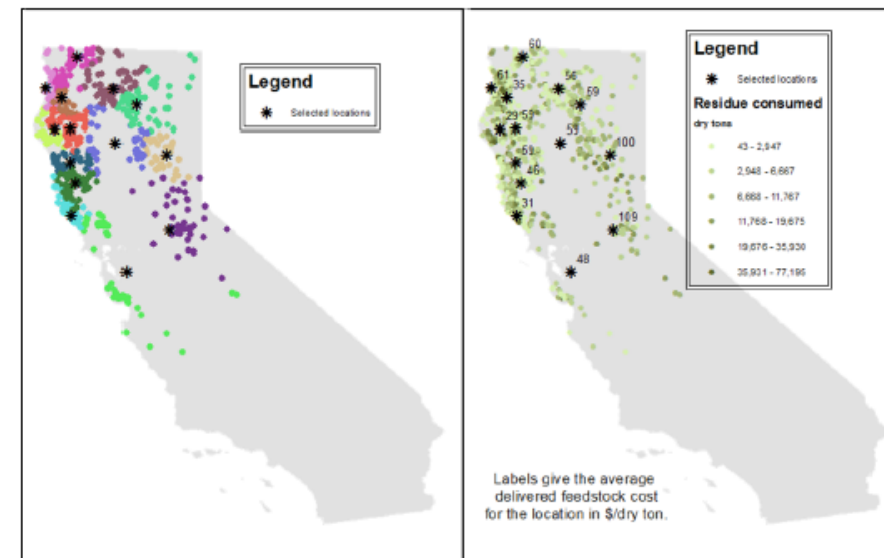 Legend
Selected locations
60
61
35
56
59
29
53
100
59
46
31
109
48
Legend
Selected locations
Residue consumed
dry tons
43 - 2,947
2,948 - 6,667
6,668 - 11,767
11,768 - 19,675
19,676 - 35,930
35,931 - 77,195
Labels give the average
delivered feedstock cost
for the location in $/dry ton.